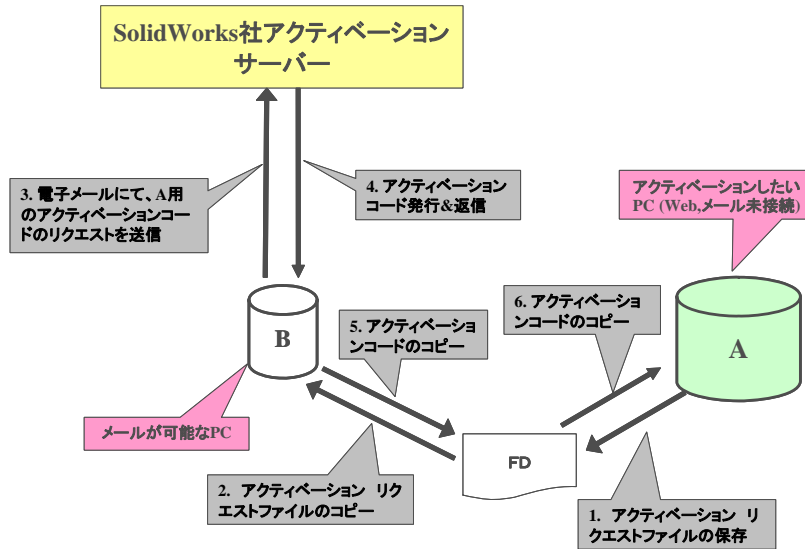 SolidWorks社アクティベーション
サーバー
3. 電子メールにて、A用
のアクティベーションコー
ドのリクエストを送信
4. アクティベーション
コード発行&返信
アクティベーションしたい
PC (Web,メール未接続)
B
5. アクティベーショ
ンコードのコピー
6. アクティベーショ
ンコードのコピー
A
メールが可能なPC
FD
2. アクティベーション リク
エストファイルのコピー
1. アクティベーション リ
クエストファイルの保存